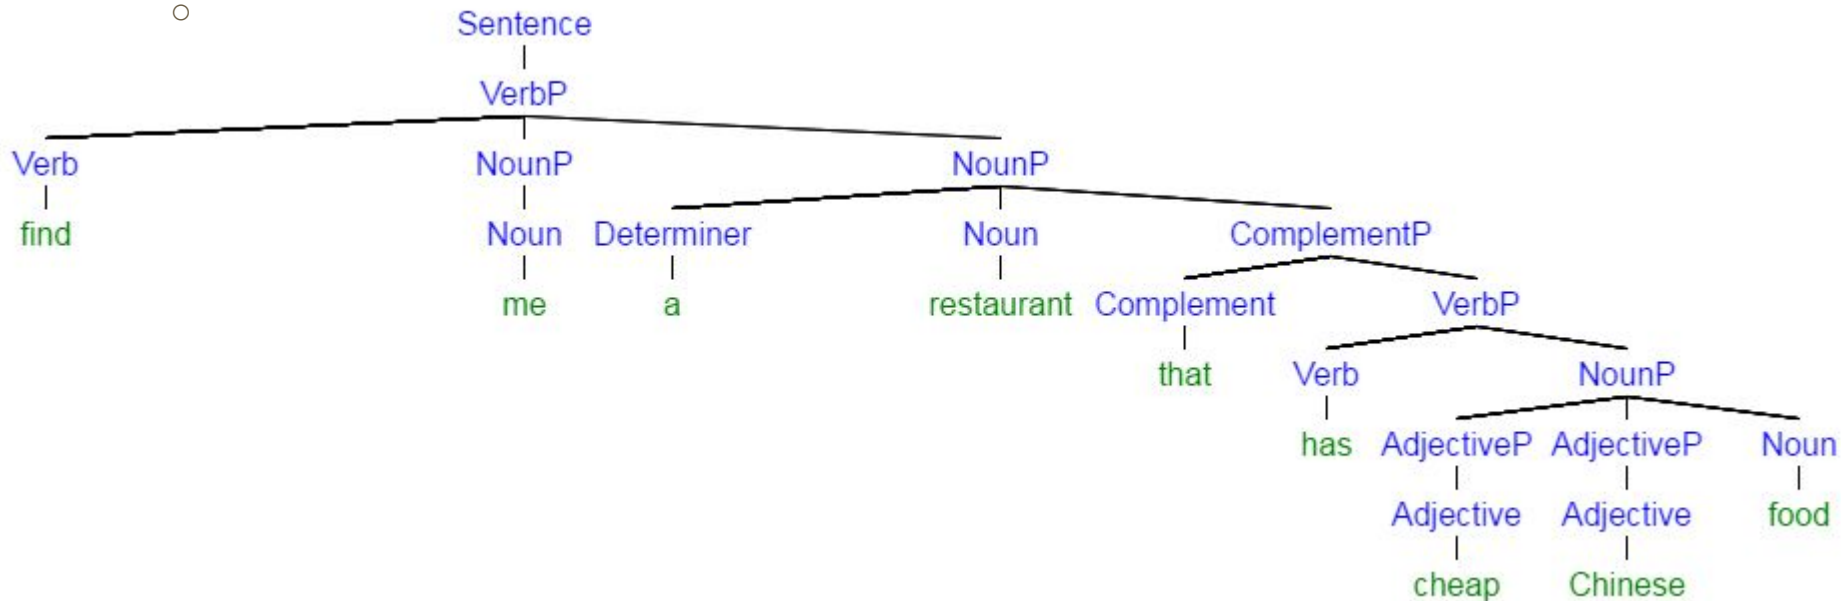 Sentence
VerbP
Verb NounP NounP
find Noun Determiner Noun ComplementP
me a restaurant Complement VerbP
that Verb NounP
has AdjectiveP AdjectiveP Noun
Adjective Adjective food
cheap Chinese